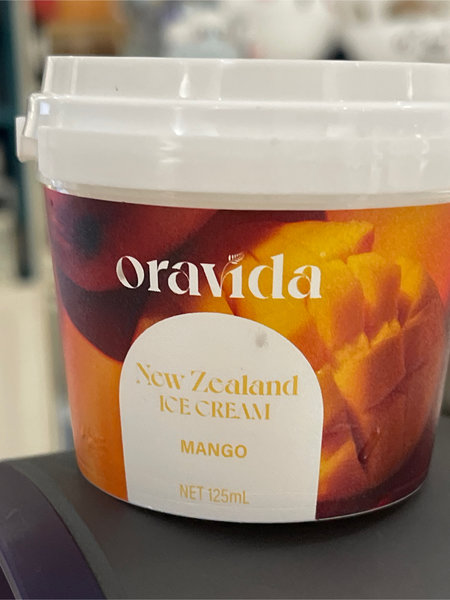 oravida
New Zealand
ICE CREAM
MANGO
NET 125mL